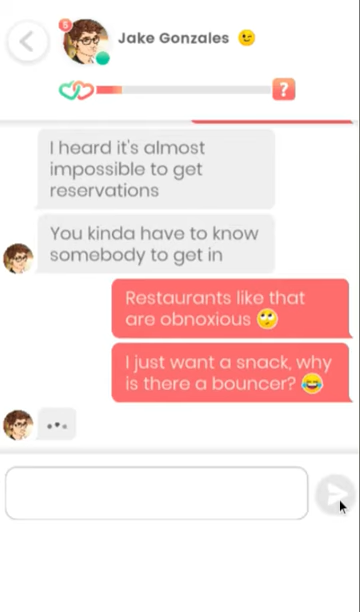 5
Jake Gonzales 😉
?
I heard it's almost
impossible to get
reservations
You kinda have to know
somebody to get in
Restaurants like that
are obnoxious 🙄
I just want a snack, why
is there a bouncer? 😂